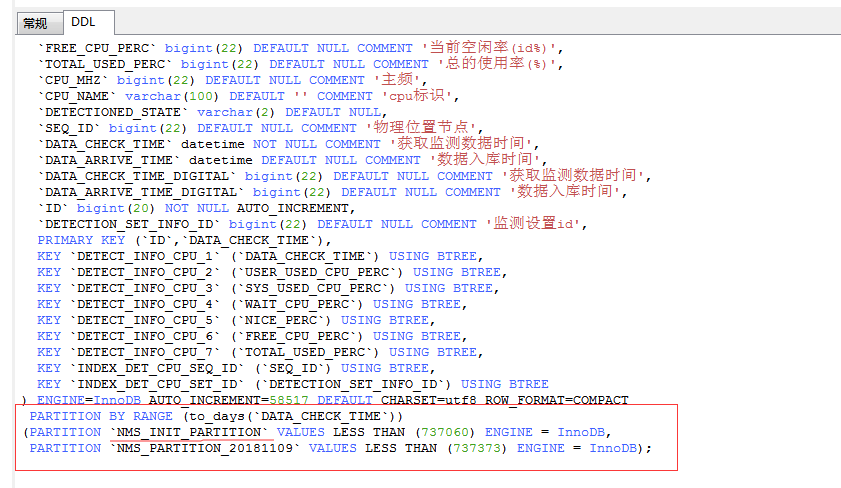 常规 DDL
`FREE_CPU_PERC` bigint(22) DEFAULT NULL COMMENT '当前空闲率(id%)',
`TOTAL_USED_PERC` bigint(22) DEFAULT NULL COMMENT '总的使用率(%)',
`CPU_MHZ` bigint(22) DEFAULT NULL COMMENT '主频',
`CPU_NAME` varchar(100) DEFAULT '' COMMENT 'cpu标识',
`DETECTIONED_STATE` varchar(2) DEFAULT NULL,
`SEQ_ID` bigint(22) DEFAULT NULL COMMENT '物理位置节点',
`DATA_CHECK_TIME` datetime NOT NULL COMMENT '获取监测数据时间',
`DATA_ARRIVE_TIME` datetime DEFAULT NULL COMMENT '数据入库时间',
`DATA_CHECK_TIME_DIGITAL` bigint(22) DEFAULT NULL COMMENT '获取监测数据时间',
`DATA_ARRIVE_TIME_DIGITAL` bigint(22) DEFAULT NULL COMMENT '数据入库时间',
`ID` bigint(20) NOT NULL AUTO_INCREMENT,
`DETECTION_SET_INFO_ID` bigint(22) DEFAULT NULL COMMENT '监测设置id',
PRIMARY KEY (`ID`,`DATA_CHECK_TIME`),
KEY `DETECT_INFO_CPU_1` (`DATA_CHECK_TIME`) USING BTREE,
KEY `DETECT_INFO_CPU_2` (`USER_USED_CPU_PERC`) USING BTREE,
KEY `DETECT_INFO_CPU_3` (`SYS_USED_CPU_PERC`) USING BTREE,
KEY `DETECT_INFO_CPU_4` (`WAIT_CPU_PERC`) USING BTREE,
KEY `DETECT_INFO_CPU_5` (`NICE_PERC`) USING BTREE,
KEY `DETECT_INFO_CPU_6` (`FREE_CPU_PERC`) USING BTREE,
KEY `DETECT_INFO_CPU_7` (`TOTAL_USED_PERC`) USING BTREE,
KEY `INDEX_DET_CPU_SEQ_ID` (`SEQ_ID`) USING BTREE,
KEY `INDEX_DET_CPU_SET_ID` (`DETECTION_SET_INFO_ID`) USING BTREE
) ENGINE=InnoDB AUTO_INCREMENT=58517 DEFAULT CHARSET=utf8 ROW_FORMAT=COMPACT
PARTITION BY RANGE (to_days(`DATA_CHECK_TIME`))
(PARTITION `NMS_INIT_PARTITION` VALUES LESS THAN (737060) ENGINE = InnoDB,
PARTITION `NMS_PARTITION_20181109` VALUES LESS THAN (737373) ENGINE = InnoDB);